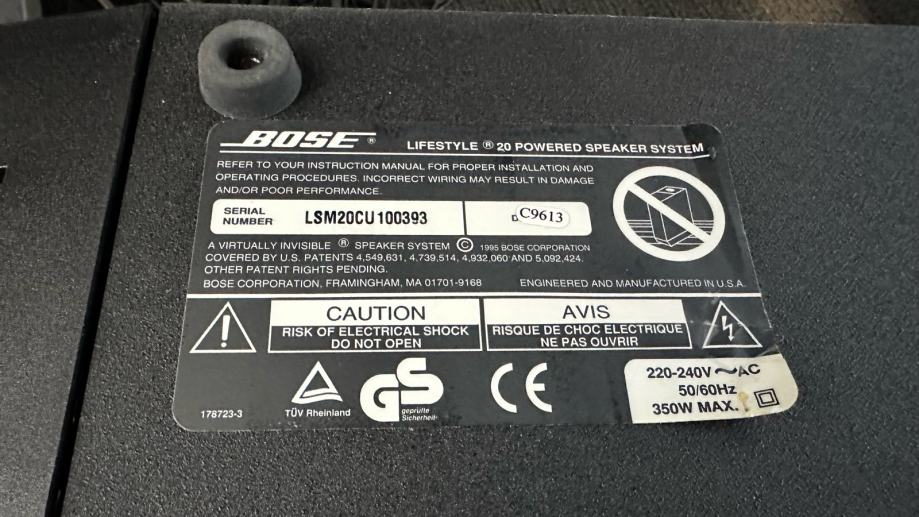 BOSE ® LIFESTYLE ® 20 POWERED SPEAKER SYSTEM
REFER TO YOUR INSTRUCTION MANUAL FOR PROPER INSTALLATION AND
OPERATING PROCEDURES. INCORRECT WIRING MAY RESULT IN DAMAGE
AND/OR POOR PERFORMANCE.
SERIAL
NUMBER
LSM20CU100393
C9613
A VIRTUALLY INVISIBLE ® SPEAKER SYSTEM © 1995 BOSE CORPORATION
COVERED BY U.S. PATENTS 4,549,631, 4,739,514, 4,932,060 AND 5,092,424.
OTHER PATENT RIGHTS PENDING.
BOSE CORPORATION, FRAMINGHAM, MA 01701-9168 ENGINEERED AND MANUFACTURED IN U.S.A.
CAUTION
RISK OF ELECTRICAL SHOCK
DO NOT OPEN
AVIS
RISQUE DE CHOC ELECTRIQUE
NE PAS OUVRIR
178723-3
TÜV Rheinland
GS
geprüfte
Sicherheit
CE
220-240V ~ AC
50/60Hz
350W MAX.